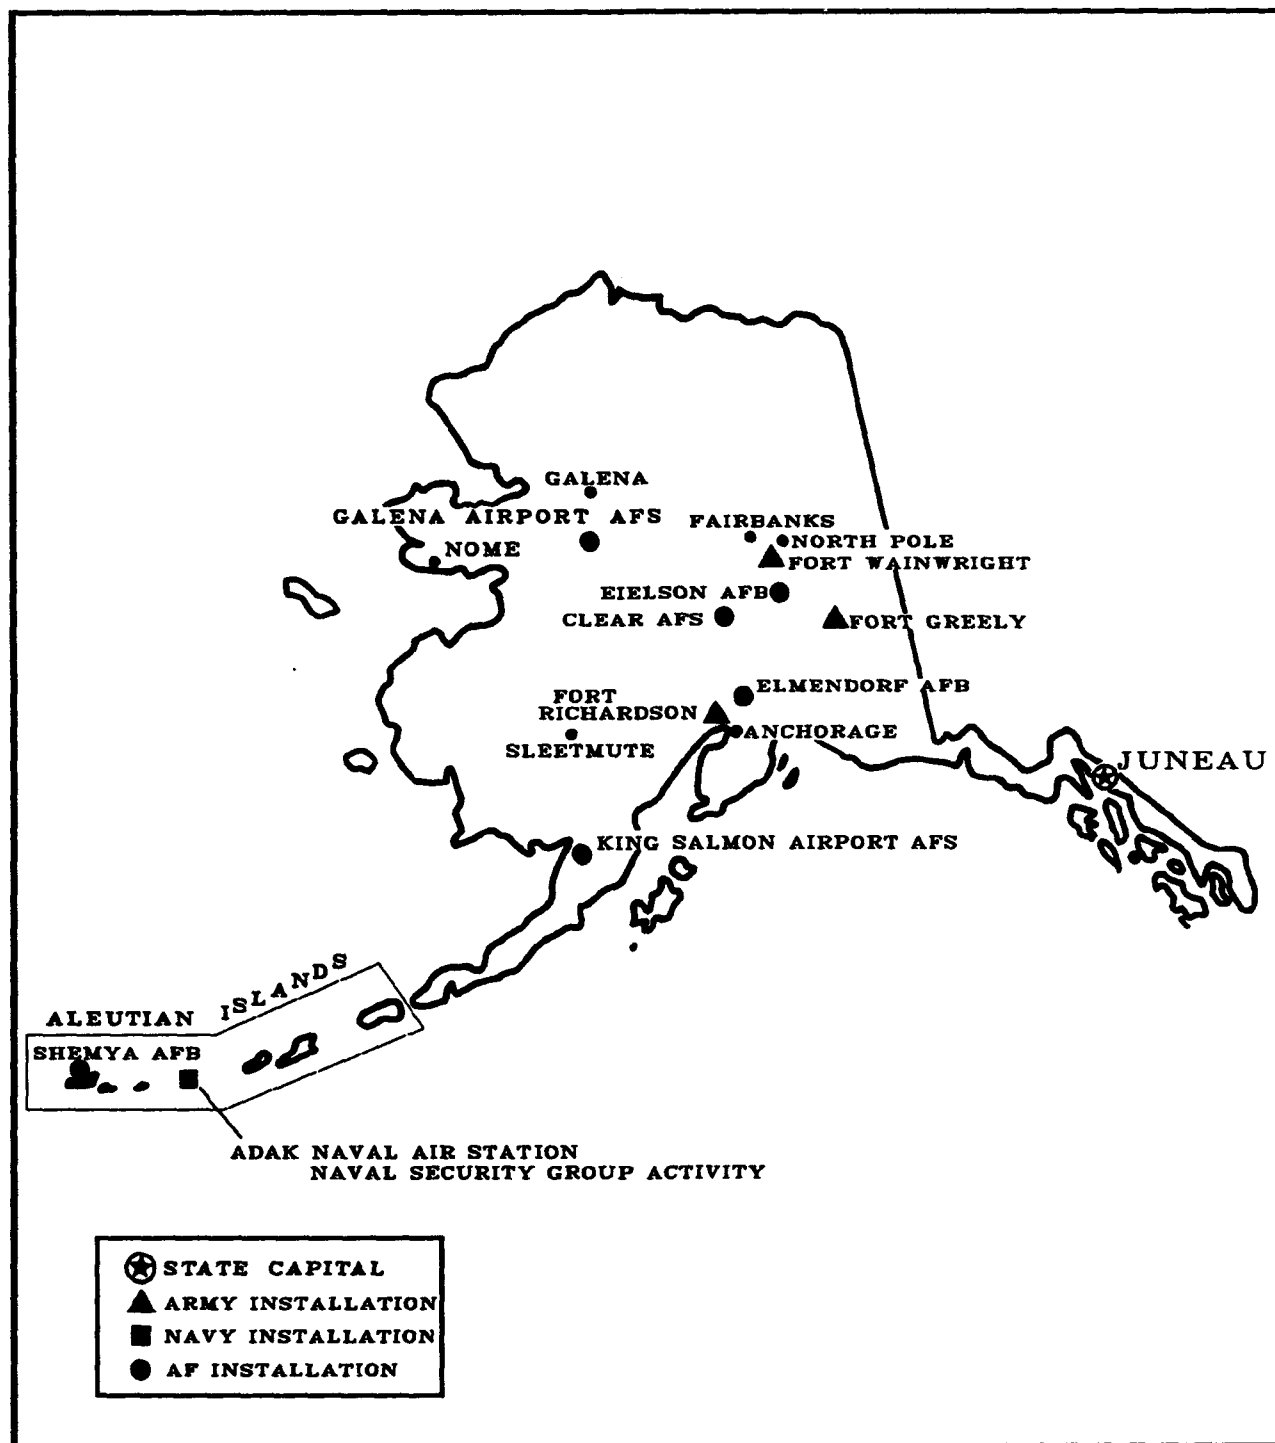 GALENA
GALENA AIRPORT AFS
FAIRBANKS
NORTH POLE
NOME
FORT WAINWRIGHT
EIELSON AFB
CLEAR AFS
FORT GREELY
ELMENDORF AFB
FORT
RICHARDSON
ANCHORAGE
SLEETMUTE
JUNEAU
KING SALMON AIRPORT AFS
ALEUTIAN ISLANDS
SHEMYA AFB
ADAK NAVAL AIR STATION
NAVAL SECURITY GROUP ACTIVITY
STATE CAPITAL
ARMY INSTALLATION
NAVY INSTALLATION
AF INSTALLATION